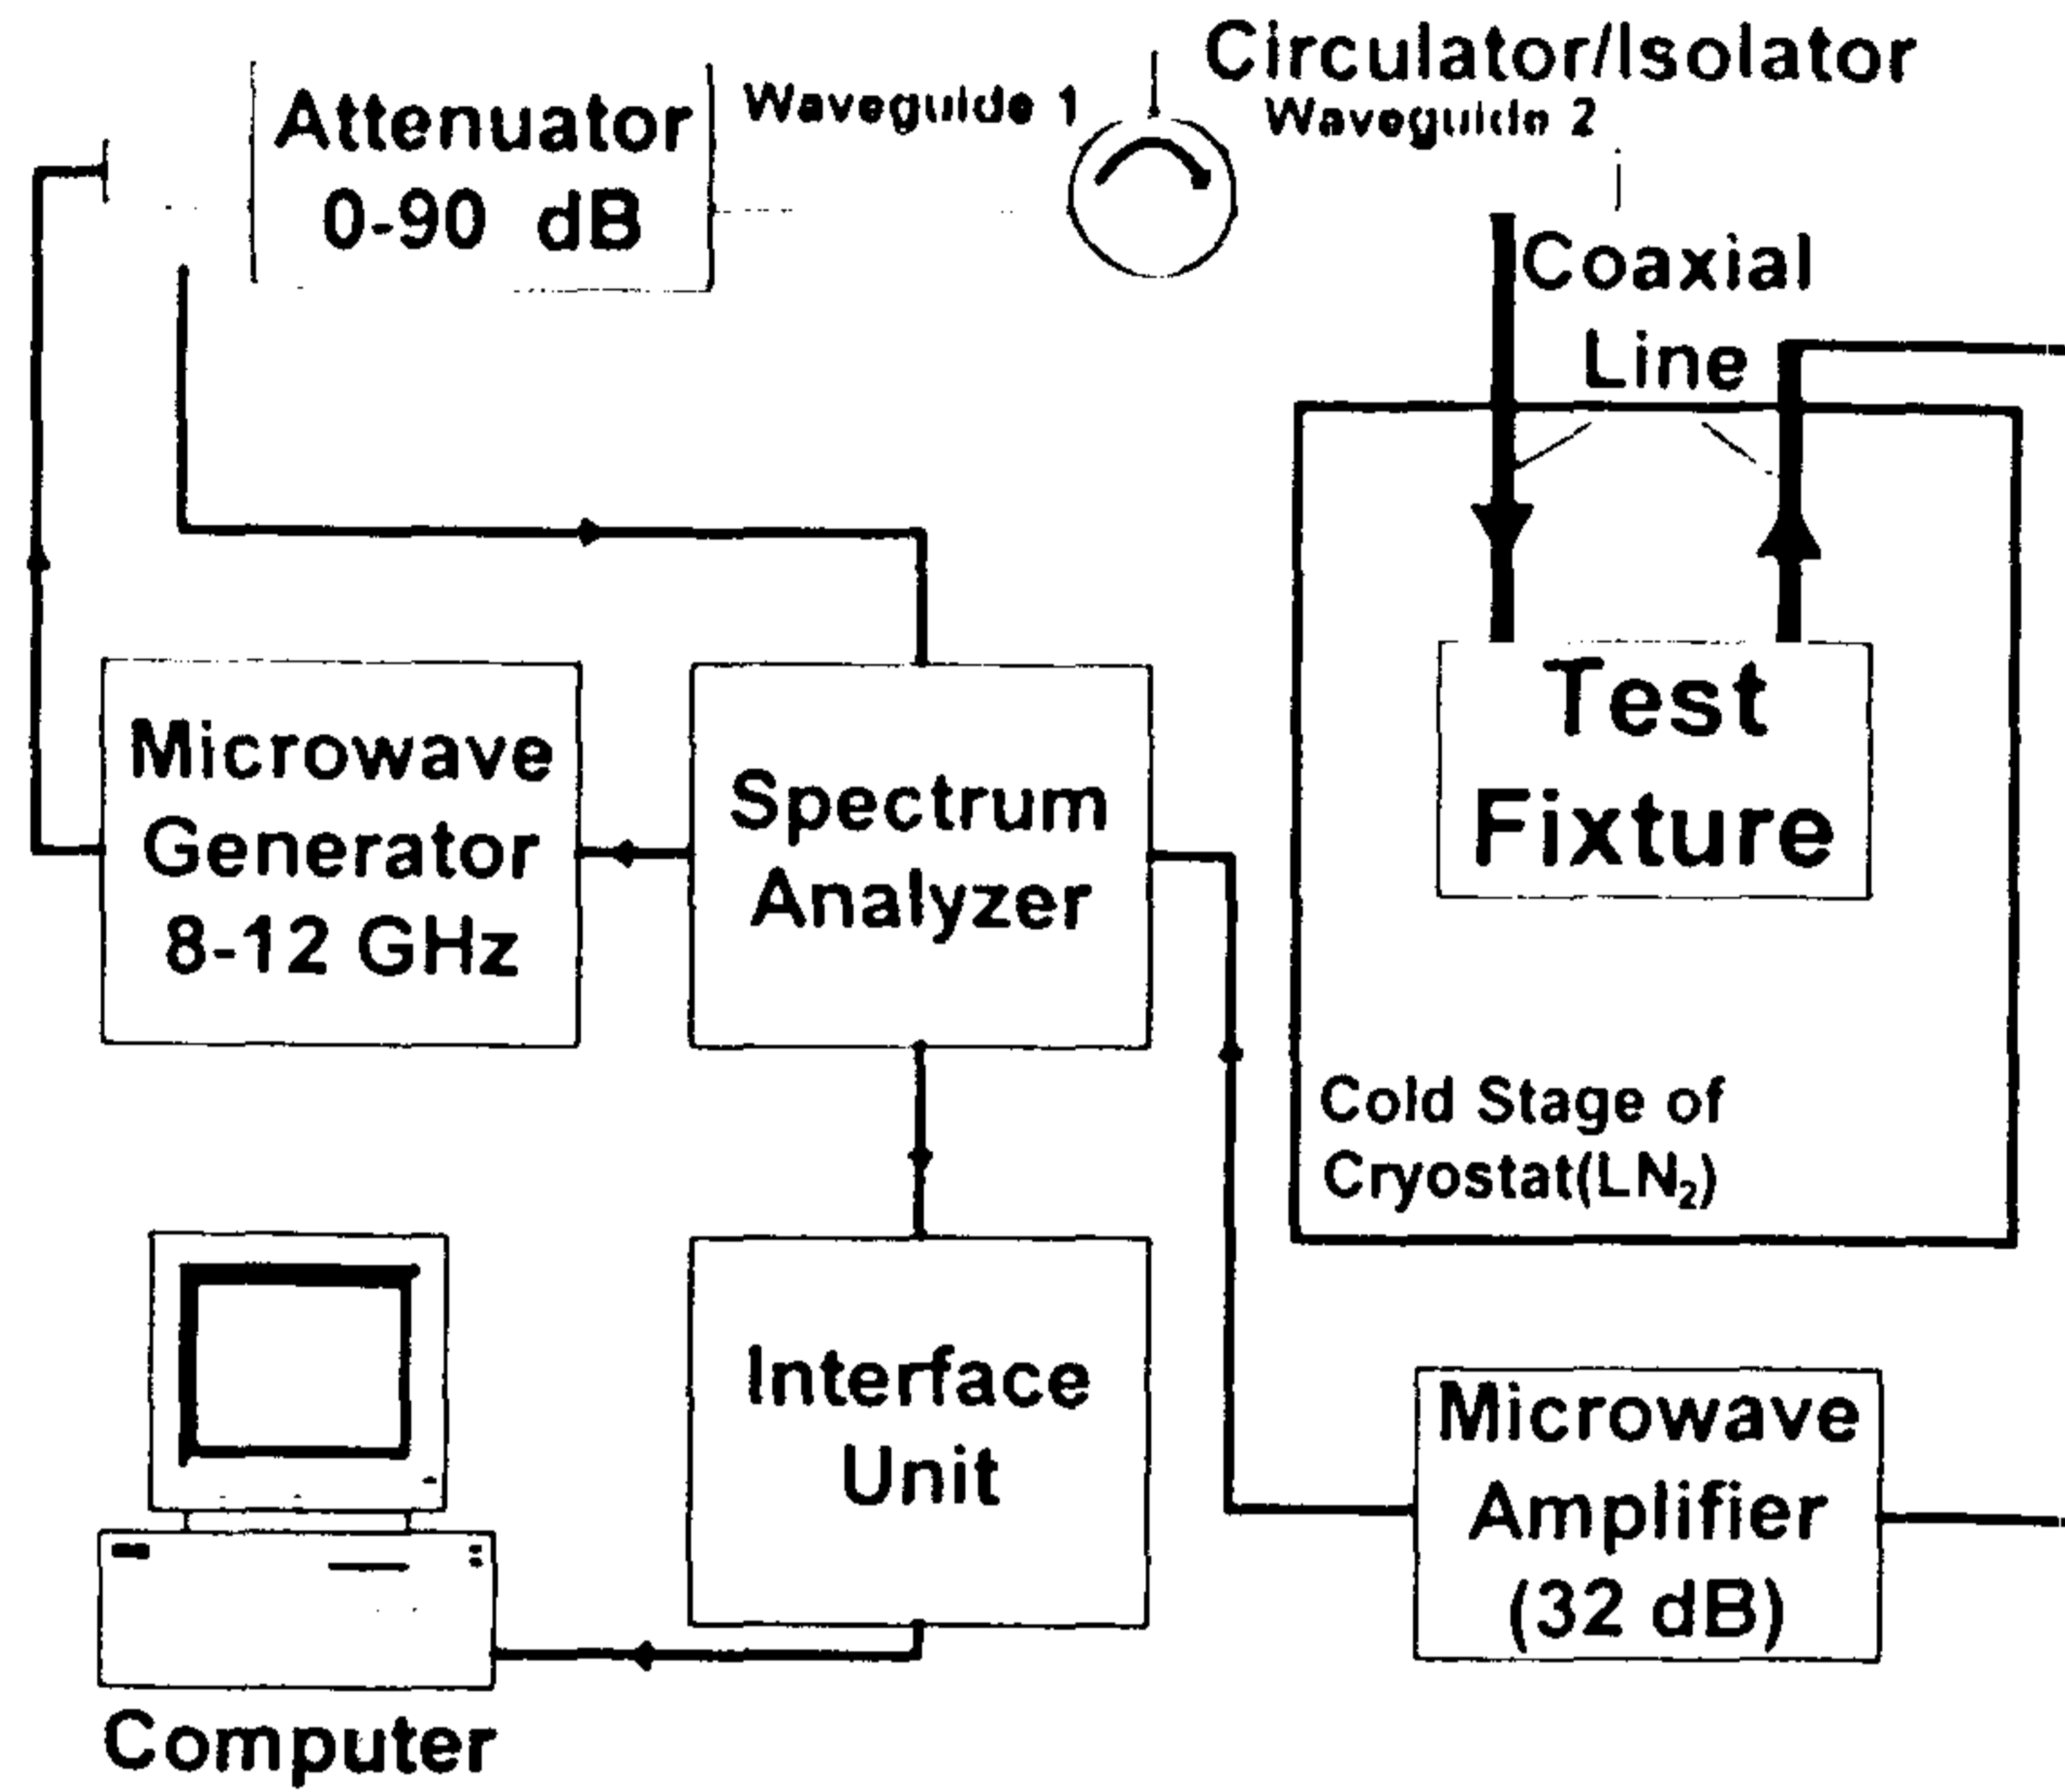 Circulator/Isolator
Attenuator
0-90 dB
Waveguide 1
Waveguide 2
Coaxial
Line
Microwave
Generator
8-12 GHz
Spectrum
Analyzer
Test
Fixture
Cold Stage of
Cryostat(LN₂)
Interface
Unit
Microwave
Amplifier
(32 dB)
Computer